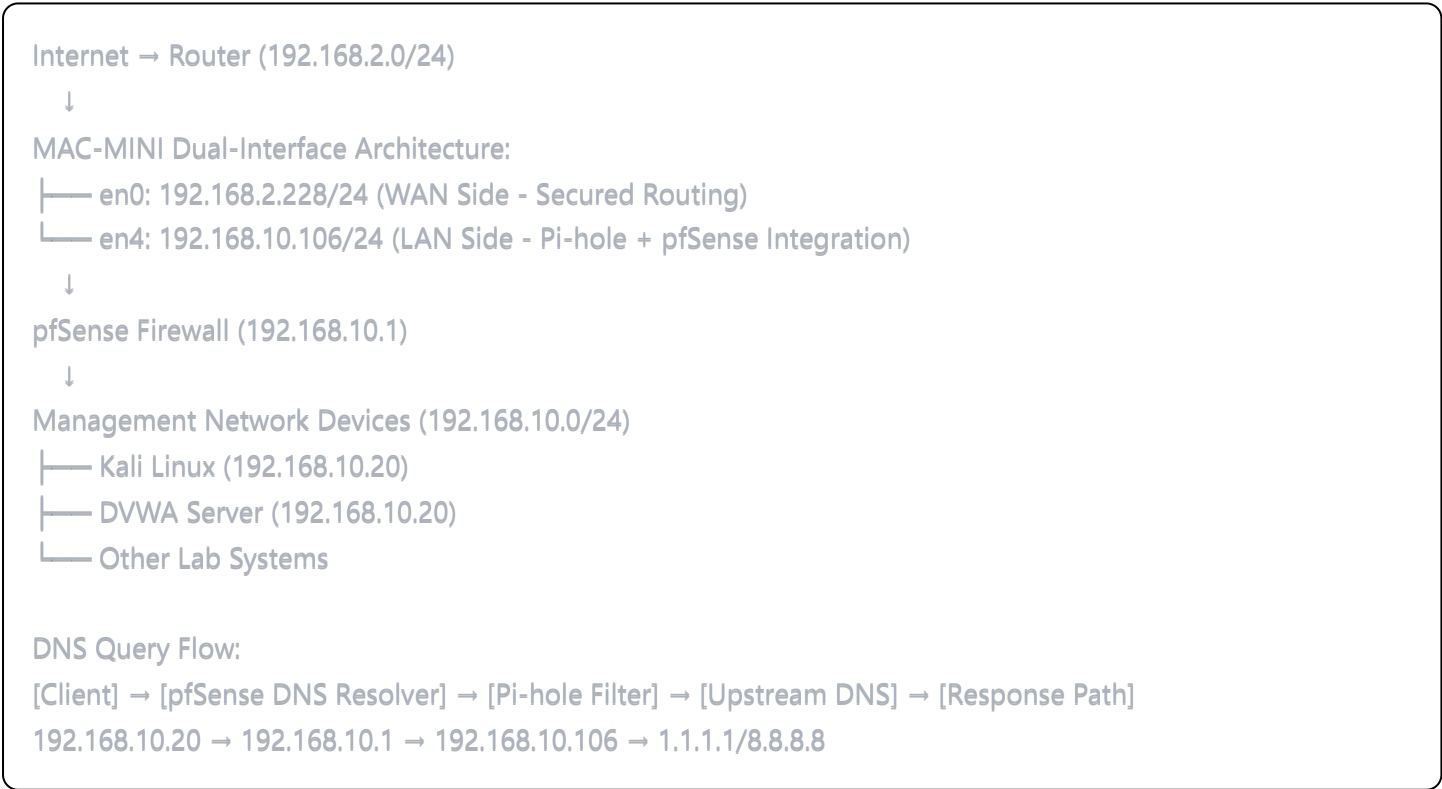 Internet → Router (192.168.2.0/24)
↓
MAC-MINI Dual-Interface Architecture:
├── en0: 192.168.2.228/24 (WAN Side - Secured Routing)
└── en4: 192.168.10.106/24 (LAN Side - Pi-hole + pfSense Integration)
↓
pfSense Firewall (192.168.10.1)
↓
Management Network Devices (192.168.10.0/24)
├── Kali Linux (192.168.10.20)
├── DVWA Server (192.168.10.20)
└── Other Lab Systems
DNS Query Flow:
[Client] → [pfSense DNS Resolver] → [Pi-hole Filter] → [Upstream DNS] → [Response Path]
192.168.10.20 → 192.168.10.1 → 192.168.10.106 → 1.1.1.1/8.8.8.8